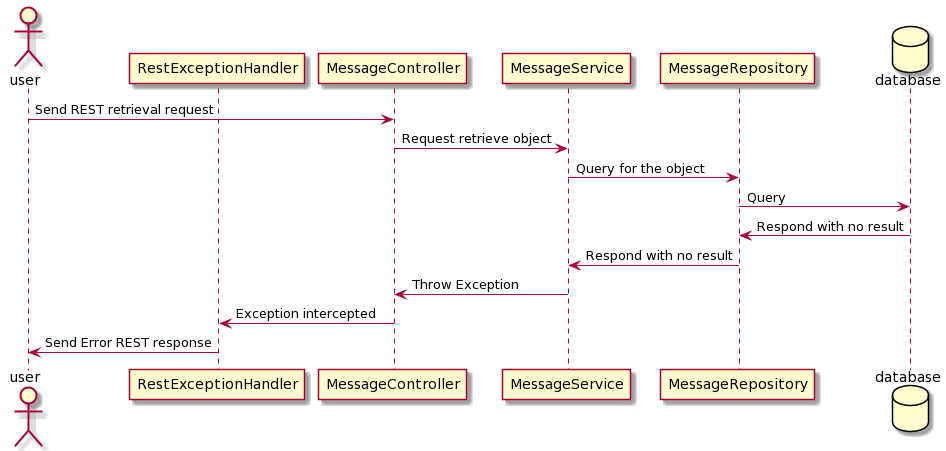 user
RestExceptionHandler
MessageController
MessageService
MessageRepository
database
Send REST retrieval request
Request retrieve object
Query for the object
Query
Respond with no result
Respond with no result
Throw Exception
Exception intercepted
Send Error REST response
user
RestExceptionHandler
MessageController
MessageService
MessageRepository
database